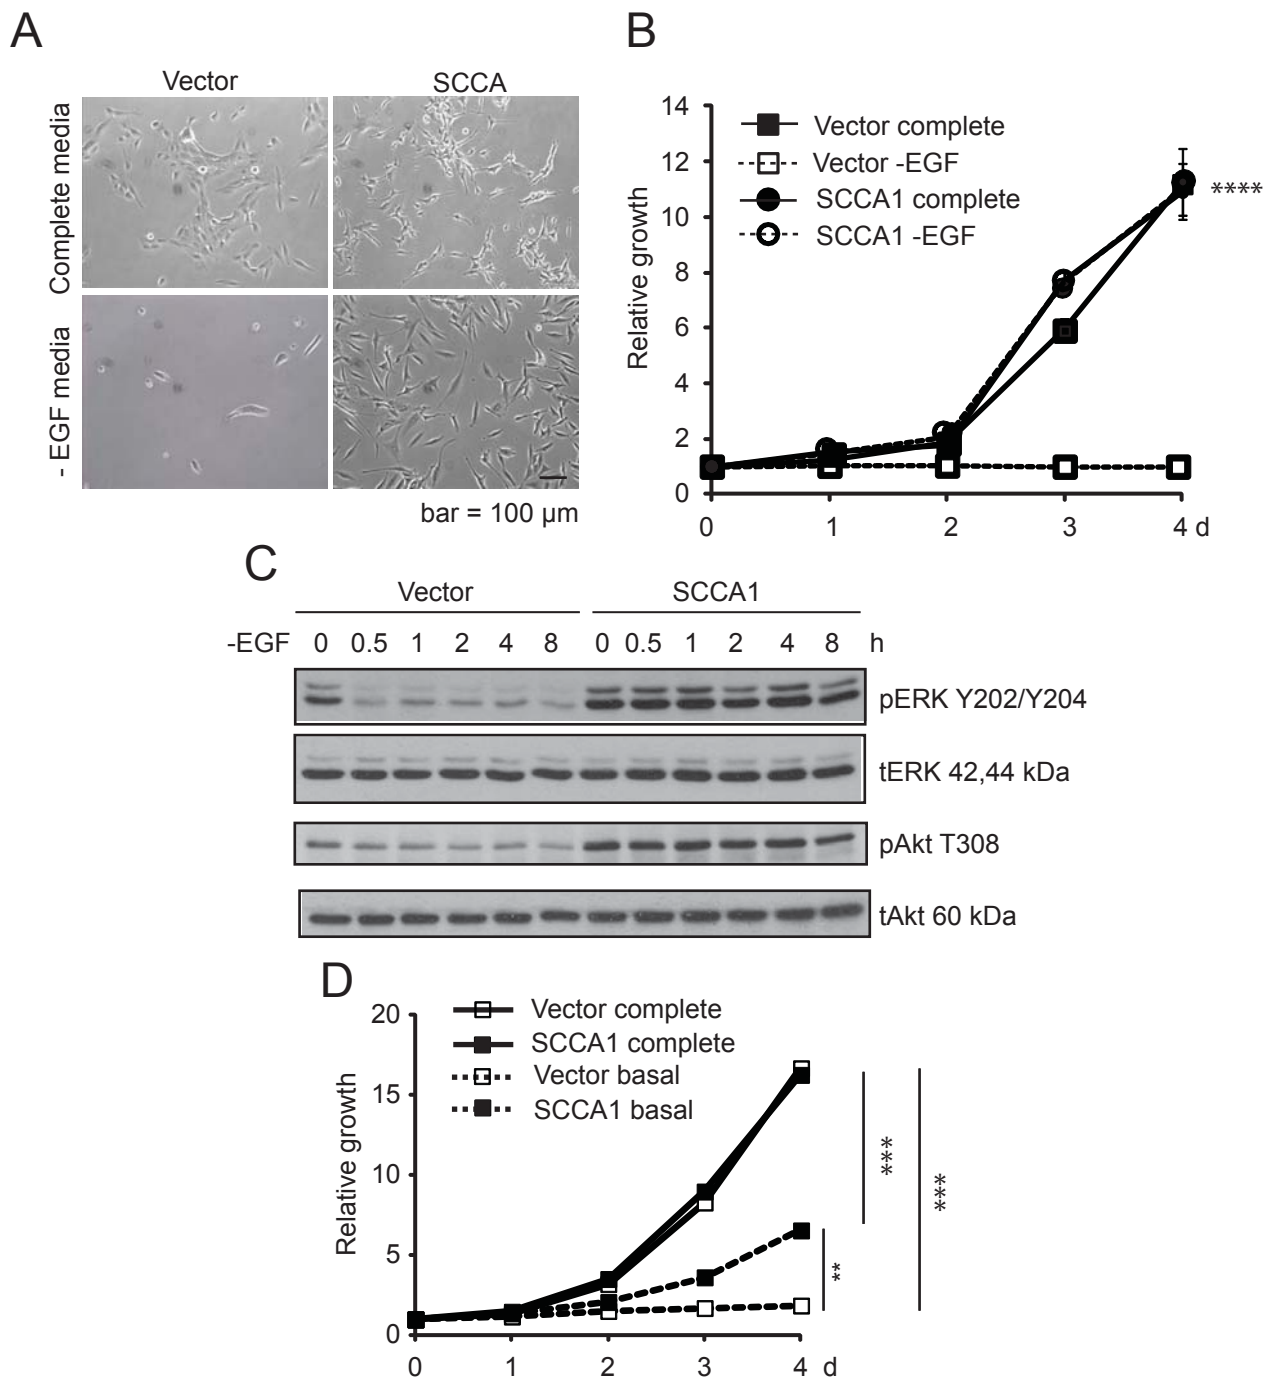 A
Vector SCCA
Complete media
- EGF media
bar = 100 µm
B
Relative growth
14
12
10
8
6
4
2
0
Vector complete
Vector -EGF
SCCA1 complete
SCCA1 -EGF
****
0 1 2 3 4 d
C
Vector SCCA1
-EGF 0 0.5 1 2 4 8 0 0.5 1 2 4 8 h
pERK Y202/Y204
tERK 42,44 kDa
pAkt T308
tAkt 60 kDa
D
Relative growth
20
15
10
5
0
Vector complete
SCCA1 complete
Vector basal
SCCA1 basal
**
***
***
0 1 2 3 4 d